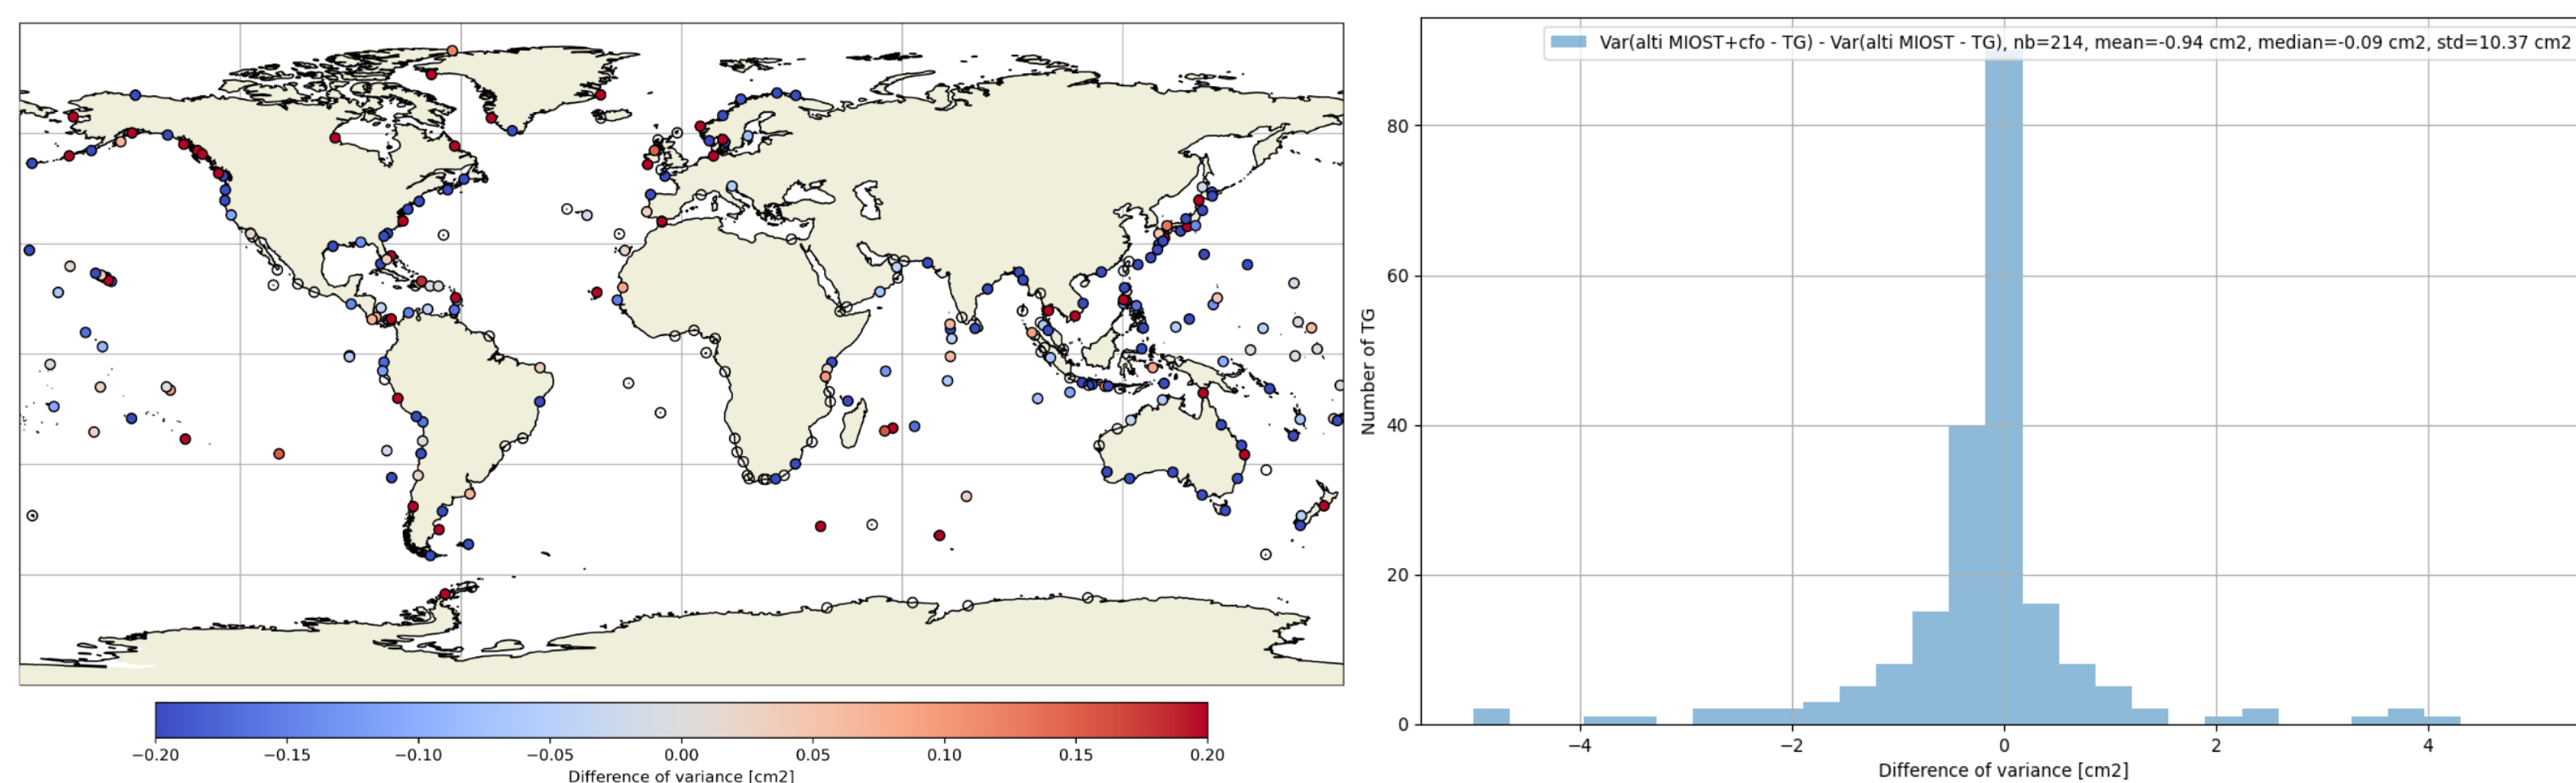 −0.20 −0.15 −0.10 −0.05 0.00 0.05 0.10 0.15 0.20
Difference of variance [cm2]
Var(alti MIOST+cfo - TG) - Var(alti MIOST - TG), nb=214, mean=-0.94 cm2, median=-0.09 cm2, std=10.37 cm2
Number of TG
80
60
40
20
0
−4 −2 0 2 4
Difference of variance [cm2]